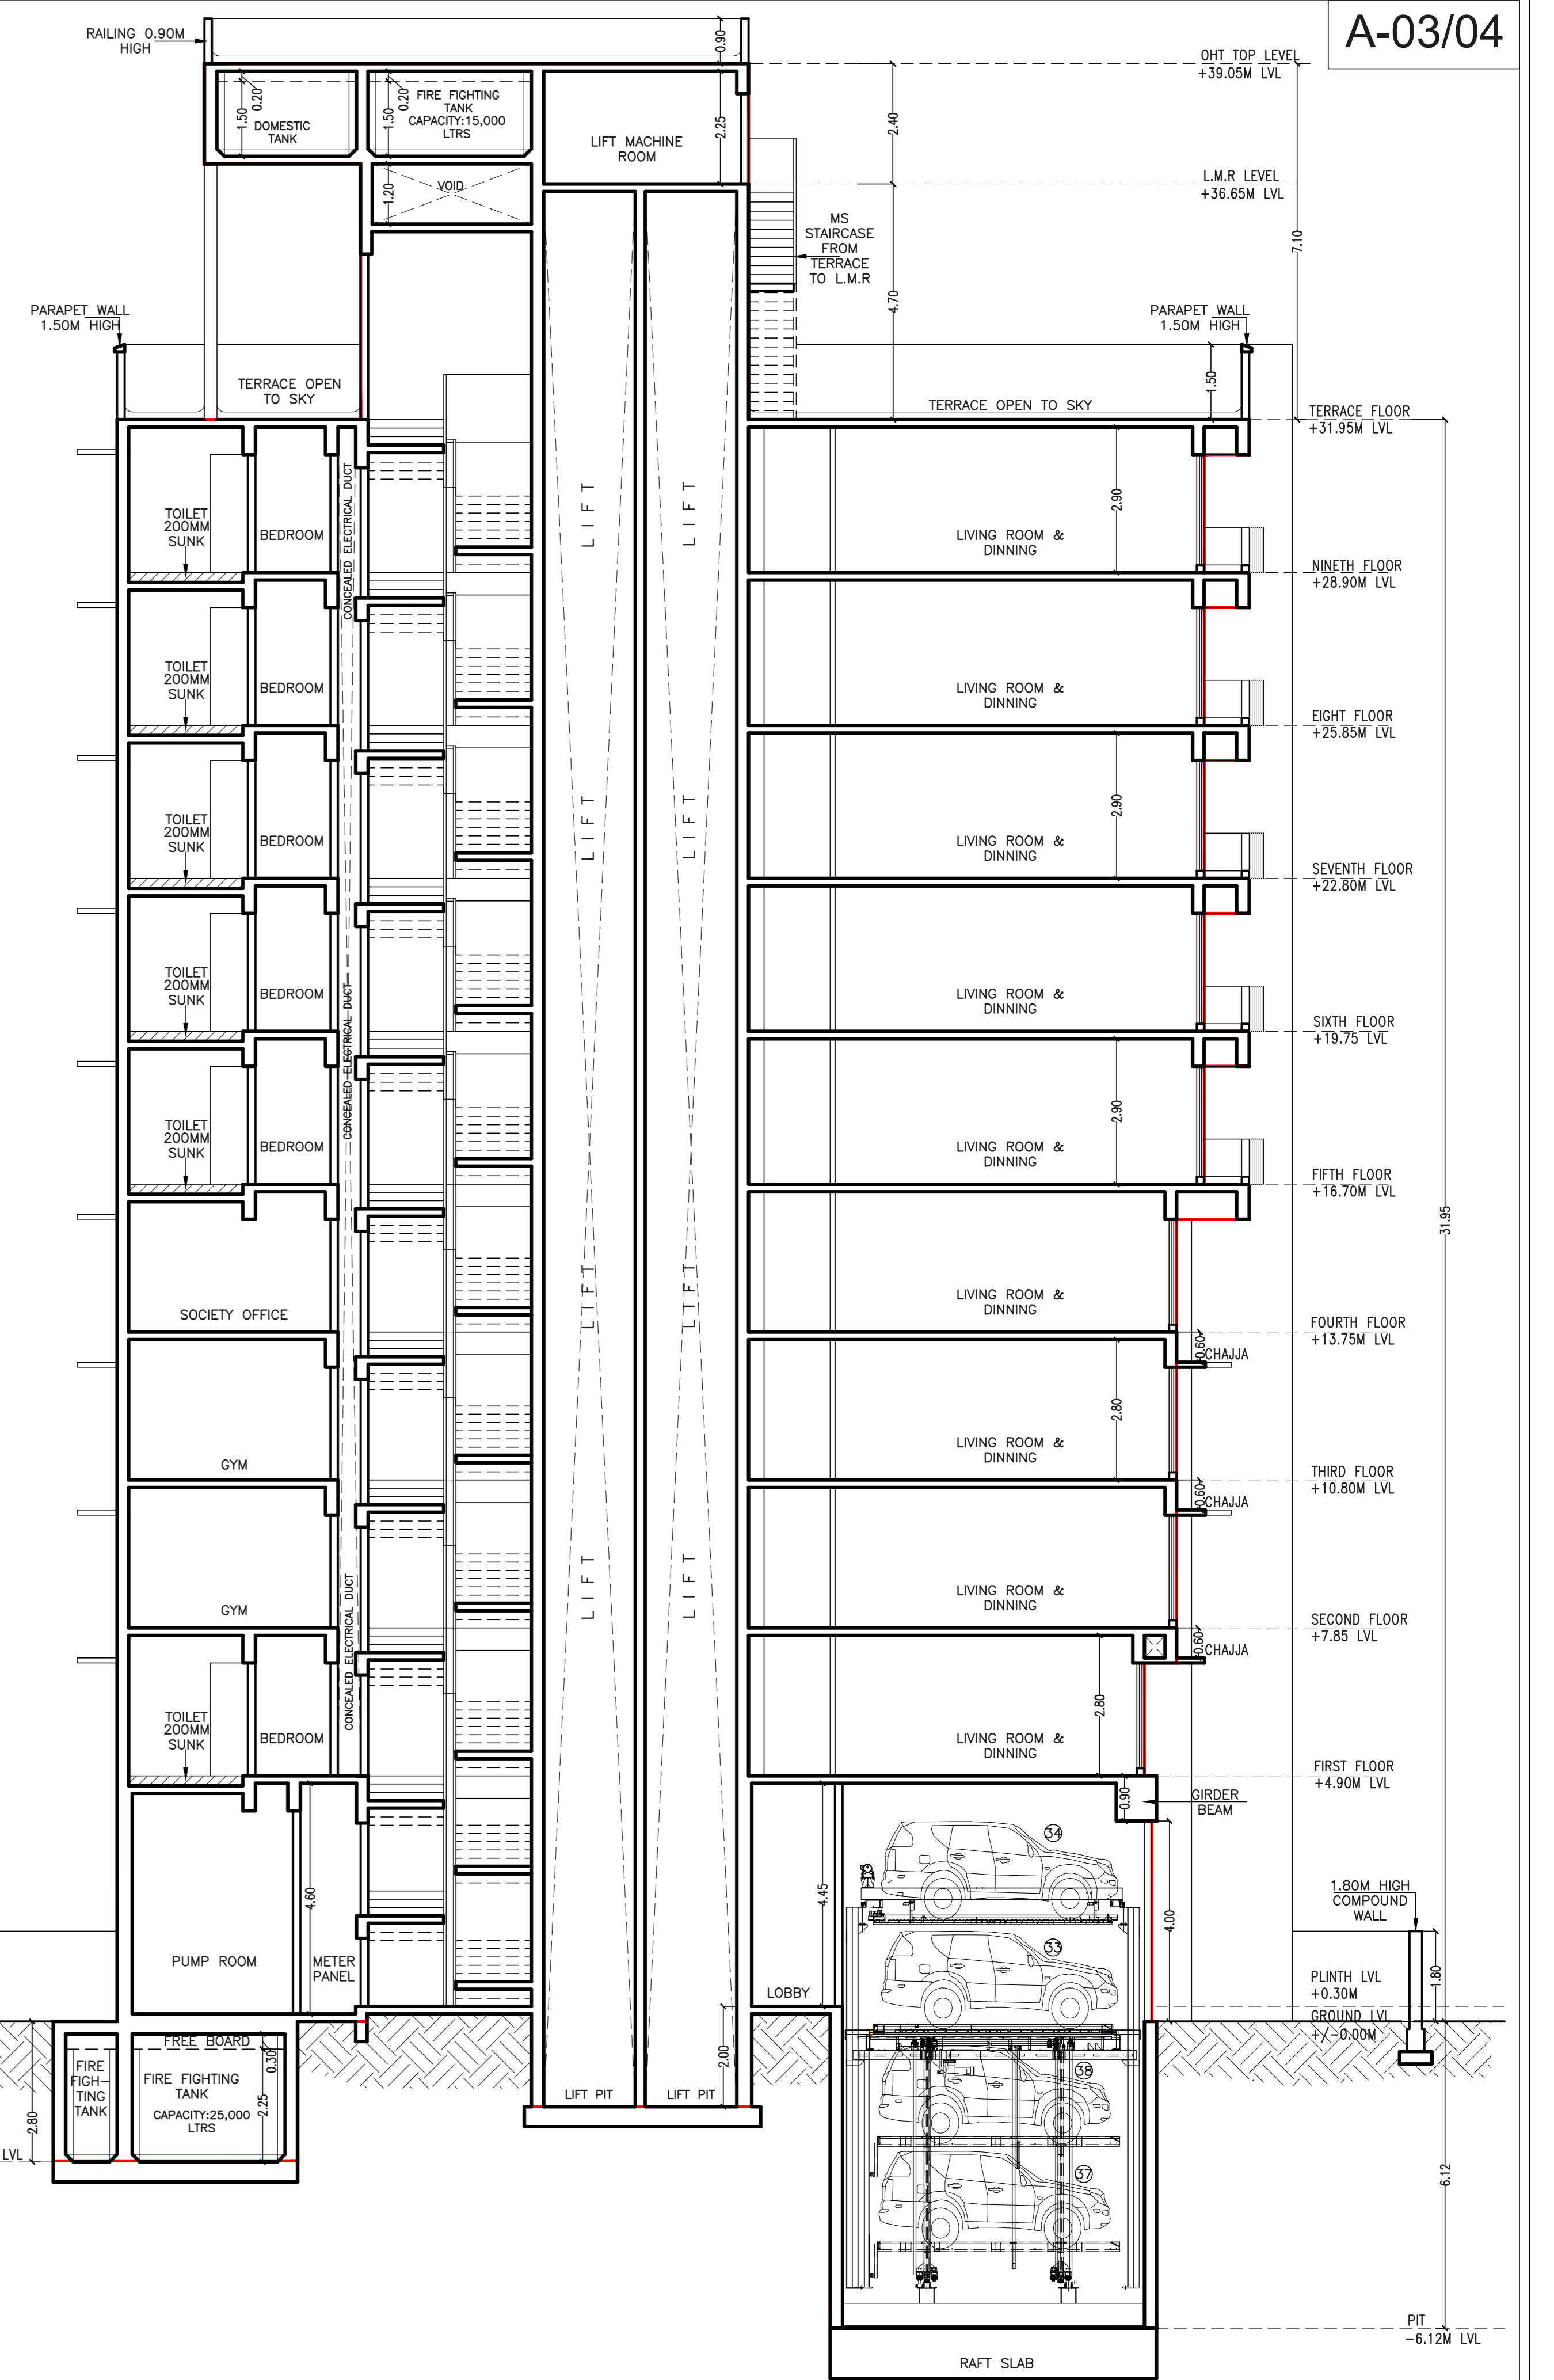 A-03/04
RAILING 0.90M
HIGH
0.90
OHT TOP LEVEL
+39.05M LVL
0.20
1.50
DOMESTIC
TANK
0.20
1.50
FIRE FIGHTING
TANK
CAPACITY:15,000
LTRS
LIFT MACHINE
ROOM
2.25
2.40
L.M.R LEVEL
+36.65M LVL
VOID
1.20
MS
STAIRCASE
FROM
TERRACE
TO L.M.R
7.10
4.70
PARAPET WALL
1.50M HIGH
PARAPET WALL
1.50M HIGH
1.50
TERRACE OPEN
TO SKY
TERRACE OPEN TO SKY
TERRACE FLOOR
+31.95M LVL
TOILET
200MM
SUNK
BEDROOM
CONCEALED ELECTRICAL DUCT
LIFT
LIFT
LIVING ROOM &
DINNING
2.90
NINETH FLOOR
+28.90M LVL
TOILET
200MM
SUNK
BEDROOM
LIVING ROOM &
DINNING
EIGHT FLOOR
+25.85M LVL
TOILET
200MM
SUNK
BEDROOM
LIFT
LIFT
LIVING ROOM &
DINNING
2.90
SEVENTH FLOOR
+22.80M LVL
TOILET
200MM
SUNK
BEDROOM
CONCEALED ELECTRICAL DUCT
LIVING ROOM &
DINNING
SIXTH FLOOR
+19.75 LVL
TOILET
200MM
SUNK
BEDROOM
LIVING ROOM &
DINNING
2.90
FIFTH FLOOR
+16.70M LVL
31.95
SOCIETY OFFICE
LIFT
LIFT
LIVING ROOM &
DINNING
FOURTH FLOOR
+13.75M LVL
0.60
CHAJJA
GYM
LIVING ROOM &
DINNING
2.80
THIRD FLOOR
+10.80M LVL
0.60
CHAJJA
GYM
LIFT
LIFT
LIVING ROOM &
DINNING
SECOND FLOOR
+7.85 LVL
0.60
CHAJJA
CONCEALED ELECTRICAL DUCT
TOILET
200MM
SUNK
BEDROOM
LIVING ROOM &
DINNING
2.80
FIRST FLOOR
+4.90M LVL
0.90
GIRDER
BEAM
34
4.60
4.45
4.00
1.80M HIGH
COMPOUND
WALL
1.80
PUMP ROOM
METER
PANEL
LOBBY
33
PLINTH LVL
+0.30M
GROUND LVL
+/-0.00M
FREE BOARD
0.30
FIRE
FIGH-
TING
TANK
FIRE FIGHTING
TANK
CAPACITY:25,000
LTRS
2.25
2.80
LVL
2.00
LIFT PIT
LIFT PIT
38
37
6.12
PIT
-6.12M LVL
RAFT SLAB